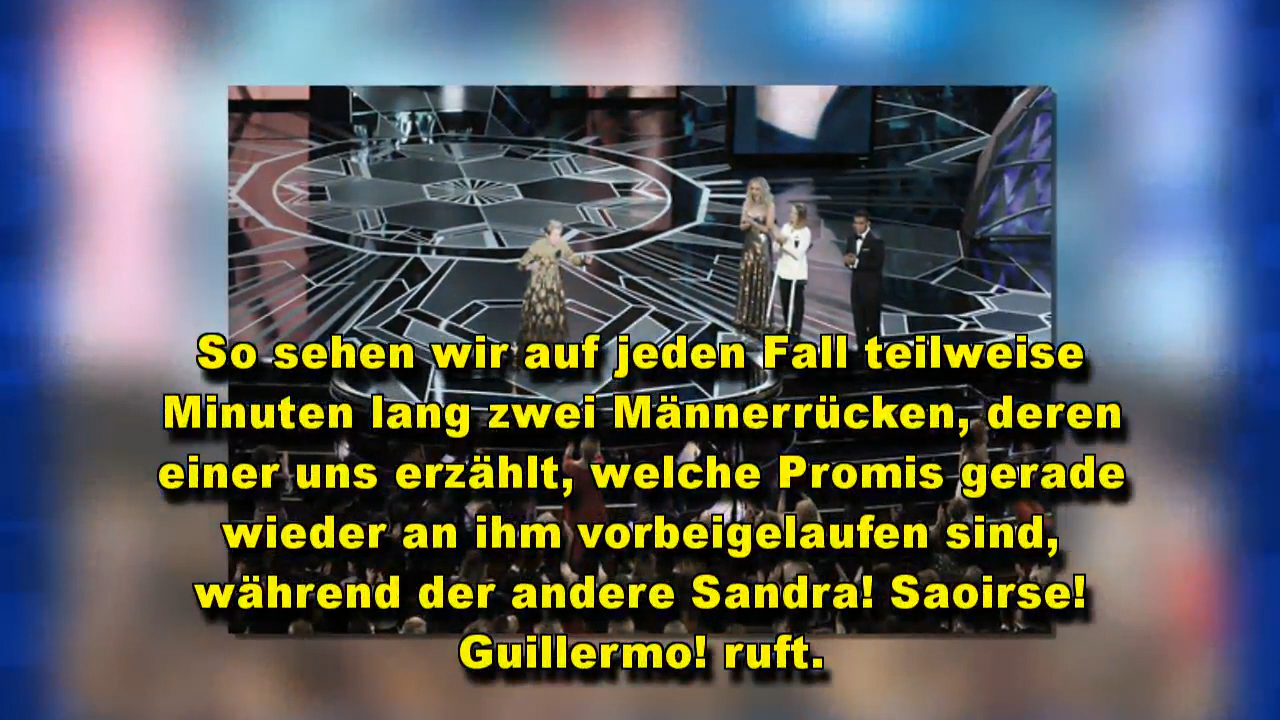 So sehen wir auf jeden Fall teilweise
Minuten lang zwei Männerrücken, deren
einer uns erzählt, welche Promis gerade
wieder an ihm vorbeigelaufen sind,
während der andere Sandra! Saoirse!
Guillermo! ruft.